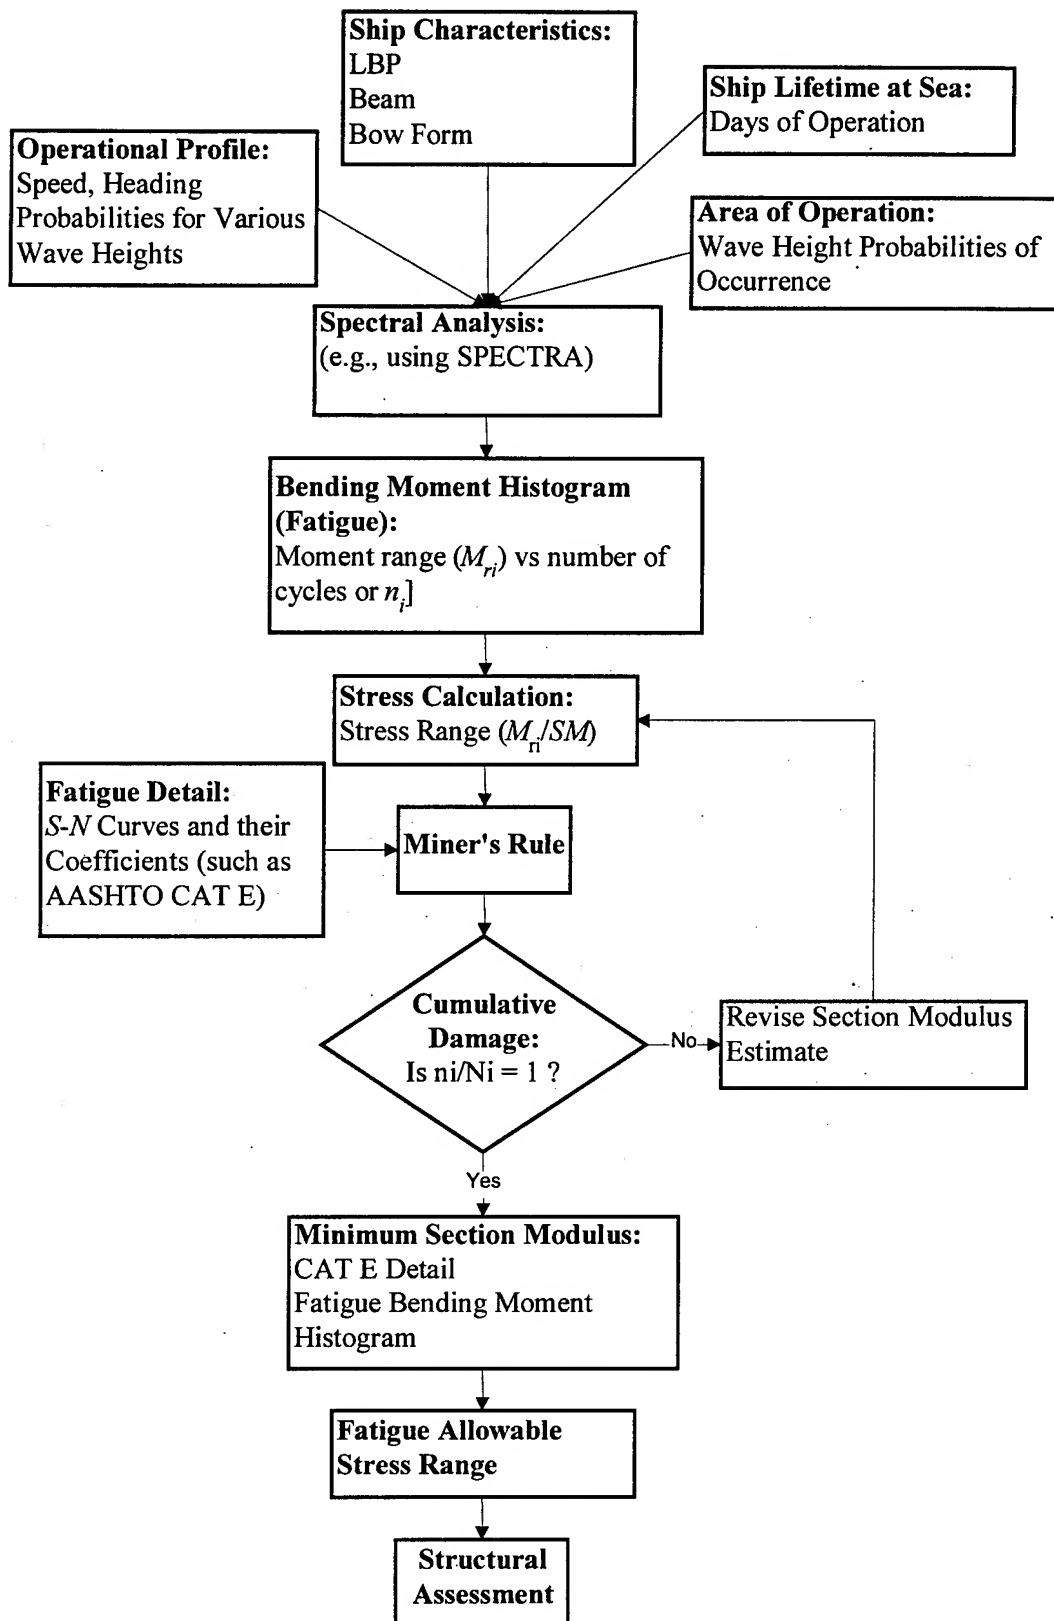 Ship Characteristics:
LBP
Beam
Bow Form
Ship Lifetime at Sea:
Days of Operation
Operational Profile:
Speed, Heading
Probabilities for Various
Wave Heights
Area of Operation:
Wave Height Probabilities of
Occurrence
Spectral Analysis:
(e.g., using SPECTRA)
Bending Moment Histogram
(Fatigue):
Moment range (Mri) vs number of
cycles or ni]
Stress Calculation:
Stress Range (Mri/SM)
Fatigue Detail:
S-N Curves and their
Coefficients (such as
AASHTO CAT E)
Miner's Rule
Cumulative
Damage:
Is ni/Ni = 1 ?
No
Revise Section Modulus
Estimate
Yes
Minimum Section Modulus:
CAT E Detail
Fatigue Bending Moment
Histogram
Fatigue Allowable
Stress Range
Structural
Assessment